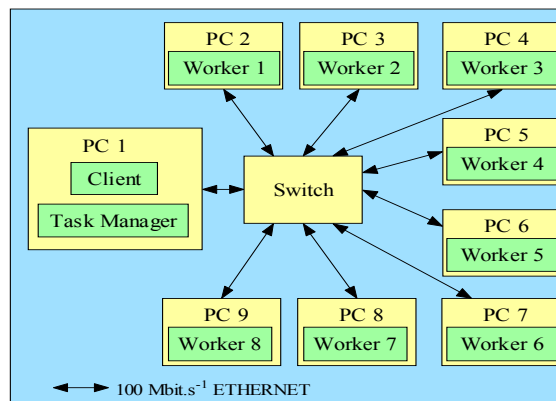 PC 2
Worker 1
PC 3
Worker 2
PC 4
Worker 3
PC 1
Client
Task Manager
Switch
PC 5
Worker 4
PC 6
Worker 5
PC 9
Worker 8
PC 8
Worker 7
PC 7
Worker 6
100 Mbit.s⁻¹ ETHERNET